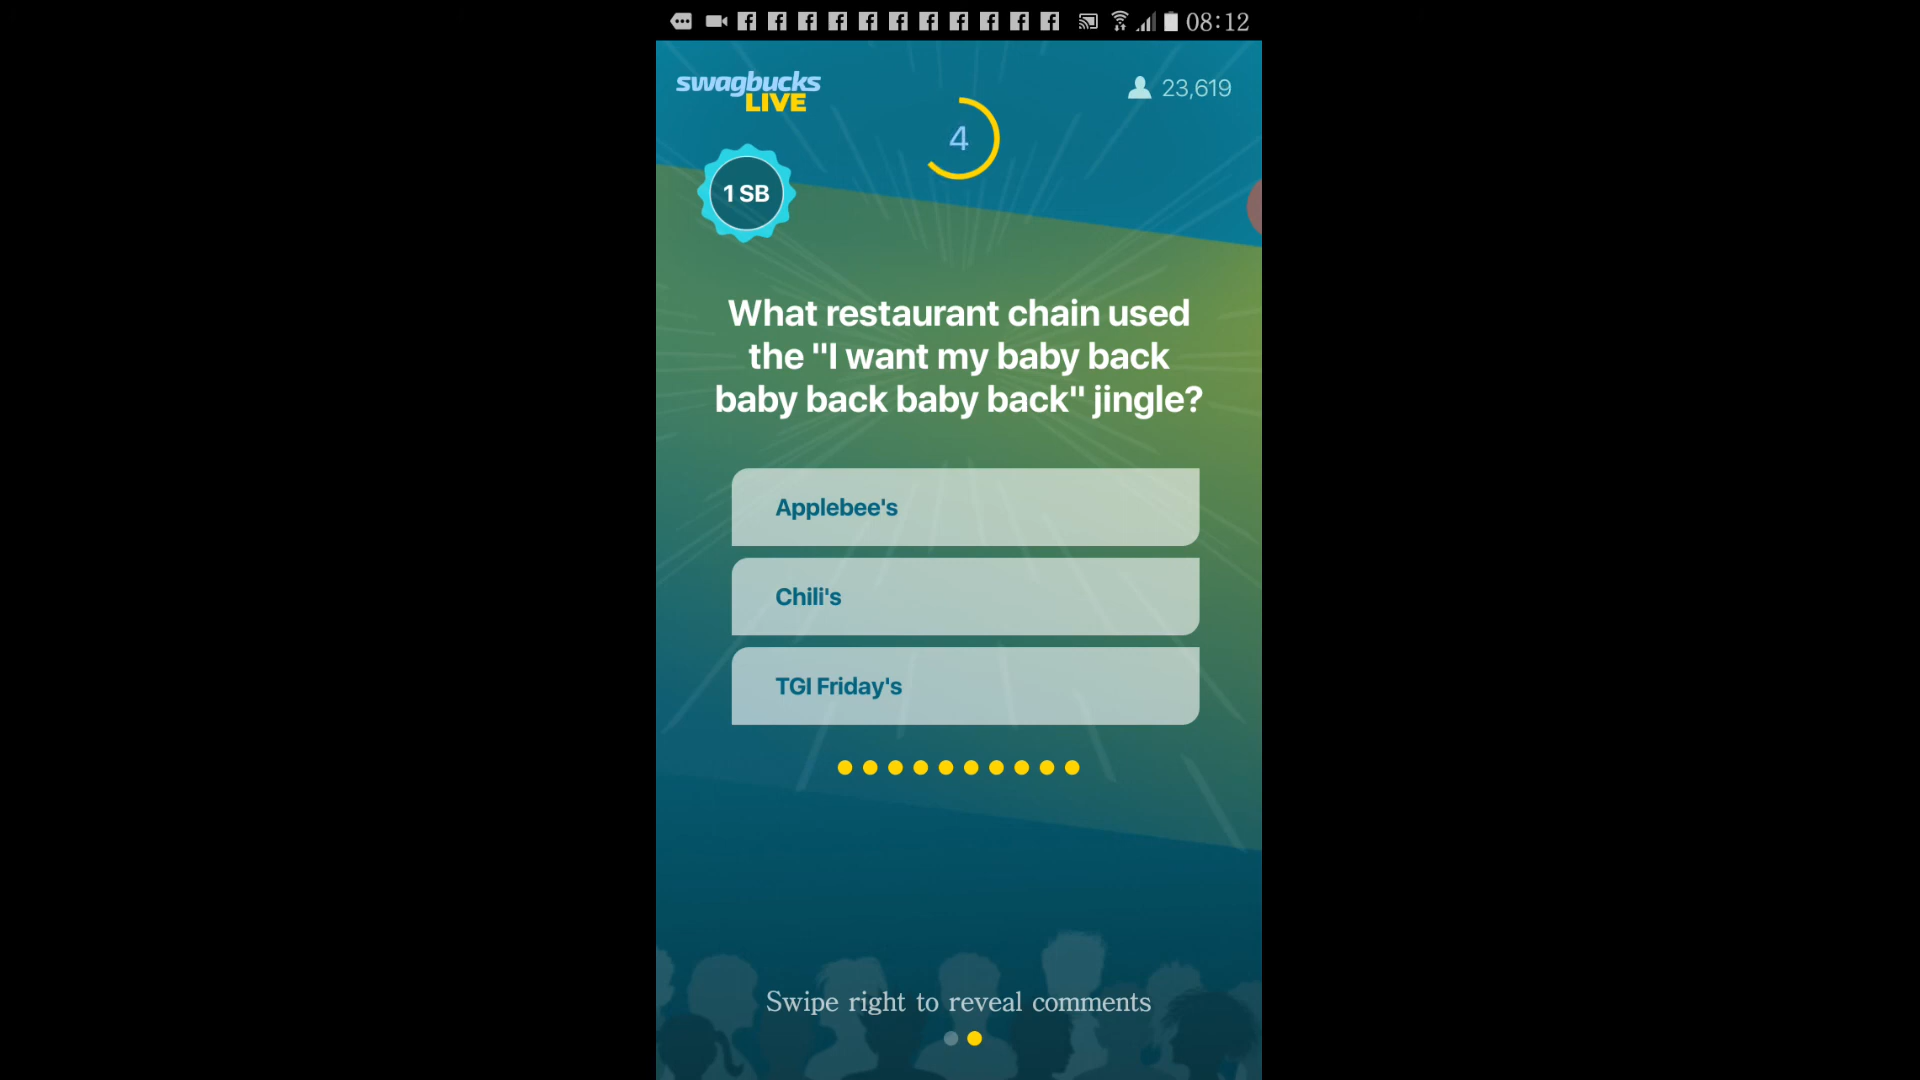 08:12
swagbucks
LIVE
23,619
4
1 SB
What restaurant chain used
the "I want my baby back
baby back baby back" jingle?
Applebee's
Chili's
TGI Friday's
Swipe right to reveal comments